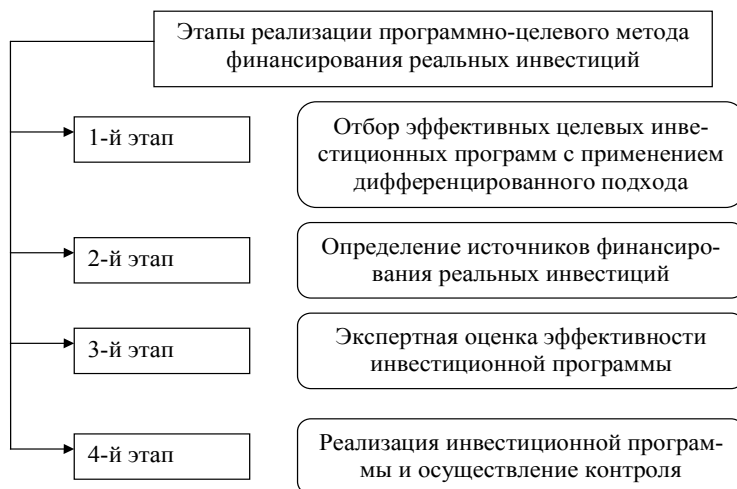 Этапы реализации программно-целевого метода
финансирования реальных инвестиций
1-й этап
Отбор эффективных целевых инве-
стиционных программ с применением
дифференцированного подхода
2-й этап
Определение источников финансиро-
вания реальных инвестиций
3-й этап
Экспертная оценка эффективности
инвестиционной программы
4-й этап
Реализация инвестиционной програм-
мы и осуществление контроля